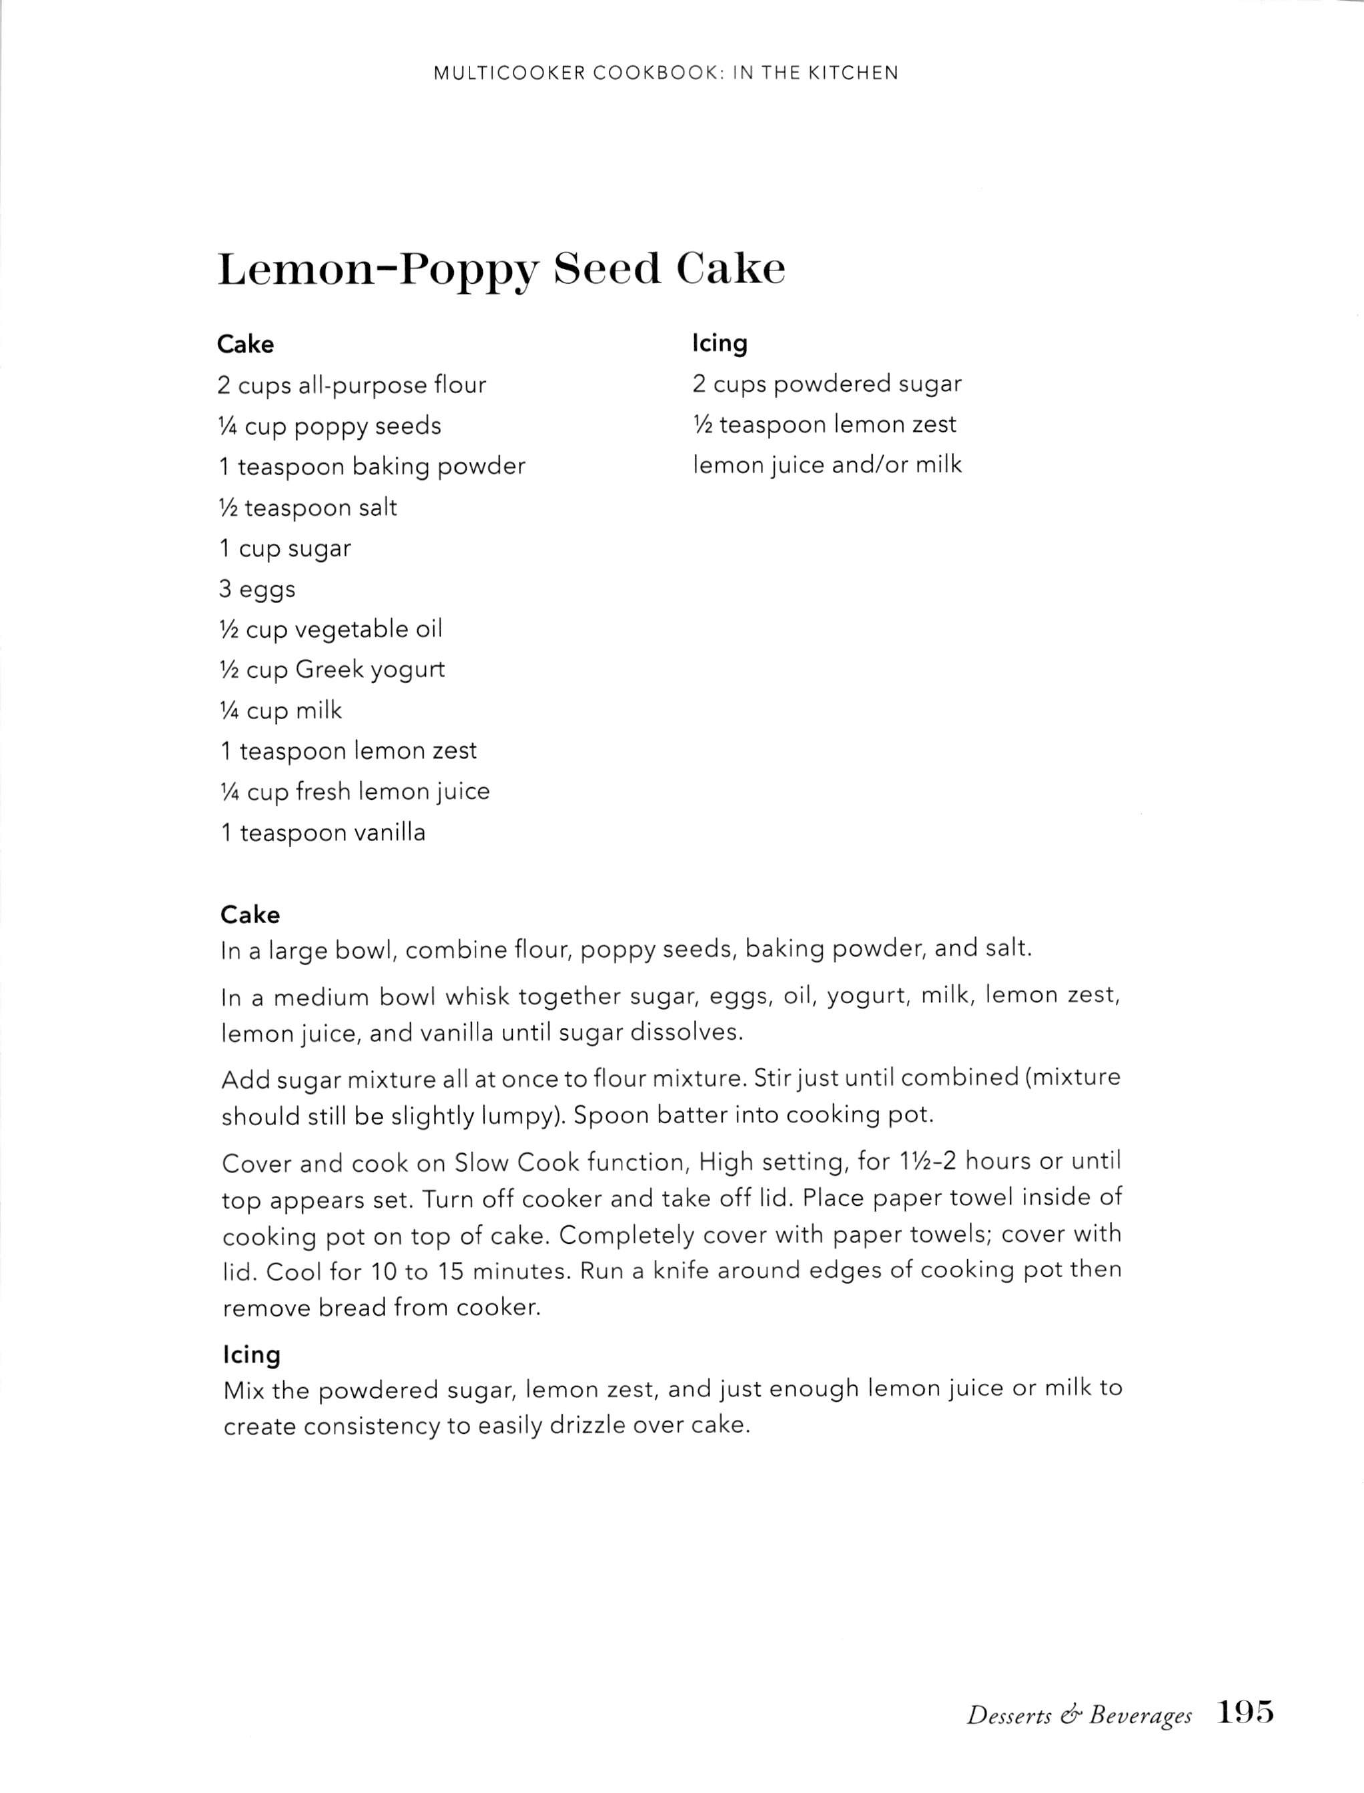 MULTICOOKER COOKBOOK: IN THE KITCHEN
Lemon-Poppy Seed Cake
Cake
2 cups all-purpose flour
¼ cup poppy seeds
1 teaspoon baking powder
½ teaspoon salt
1 cup sugar
3 eggs
½ cup vegetable oil
½ cup Greek yogurt
¼ cup milk
1 teaspoon lemon zest
¼ cup fresh lemon juice
1 teaspoon vanilla
Icing
2 cups powdered sugar
½ teaspoon lemon zest
lemon juice and/or milk
Cake
In a large bowl, combine flour, poppy seeds, baking powder, and salt.
In a medium bowl whisk together sugar, eggs, oil, yogurt, milk, lemon zest,
lemon juice, and vanilla until sugar dissolves.
Add sugar mixture all at once to flour mixture. Stir just until combined (mixture
should still be slightly lumpy). Spoon batter into cooking pot.
Cover and cook on Slow Cook function, High setting, for 1½-2 hours or until
top appears set. Turn off cooker and take off lid. Place paper towel inside of
cooking pot on top of cake. Completely cover with paper towels; cover with
lid. Cool for 10 to 15 minutes. Run a knife around edges of cooking pot then
remove bread from cooker.
Icing
Mix the powdered sugar, lemon zest, and just enough lemon juice or milk to
create consistency to easily drizzle over cake.
Desserts & Beverages 195